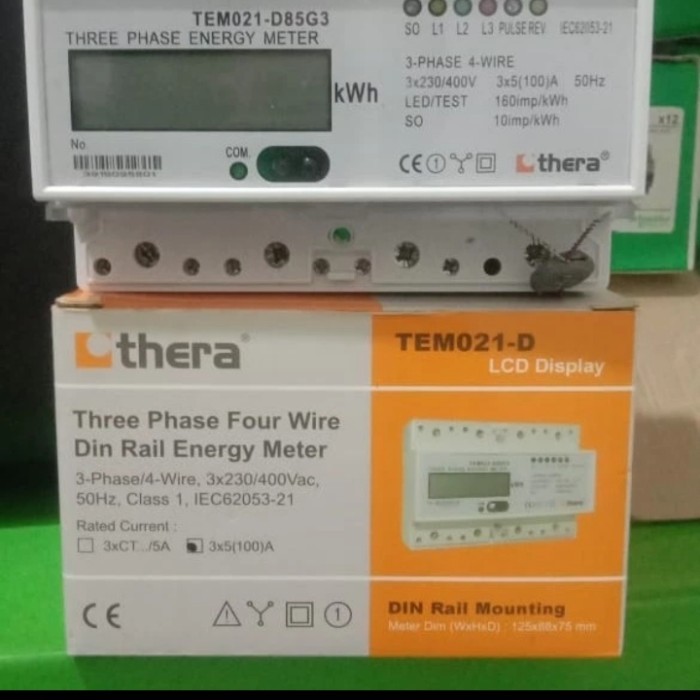 TEM021-D85G3
THREE PHASE ENERGY METER
SO L1 L2 L3 PULSE REV IEC62053-21
kWh
3-PHASE 4-WIRE
3x230/400V 3x5(100)A 50Hz
LED/TEST 160imp/kWh
SO 10imp/kWh
No
COM.
CE 1 thera®
x12
thera®
TEM021-D
LCD Display
Three Phase Four Wire
Din Rail Energy Meter
3-Phase/4-Wire, 3x230/400Vac,
50Hz, Class 1, IEC62053-21
Rated Current :
3xCT.../5A 3x5(100)A
CE 1
DIN Rail Mounting
Meter Dim (WxHxD) : 125x88x75 mm